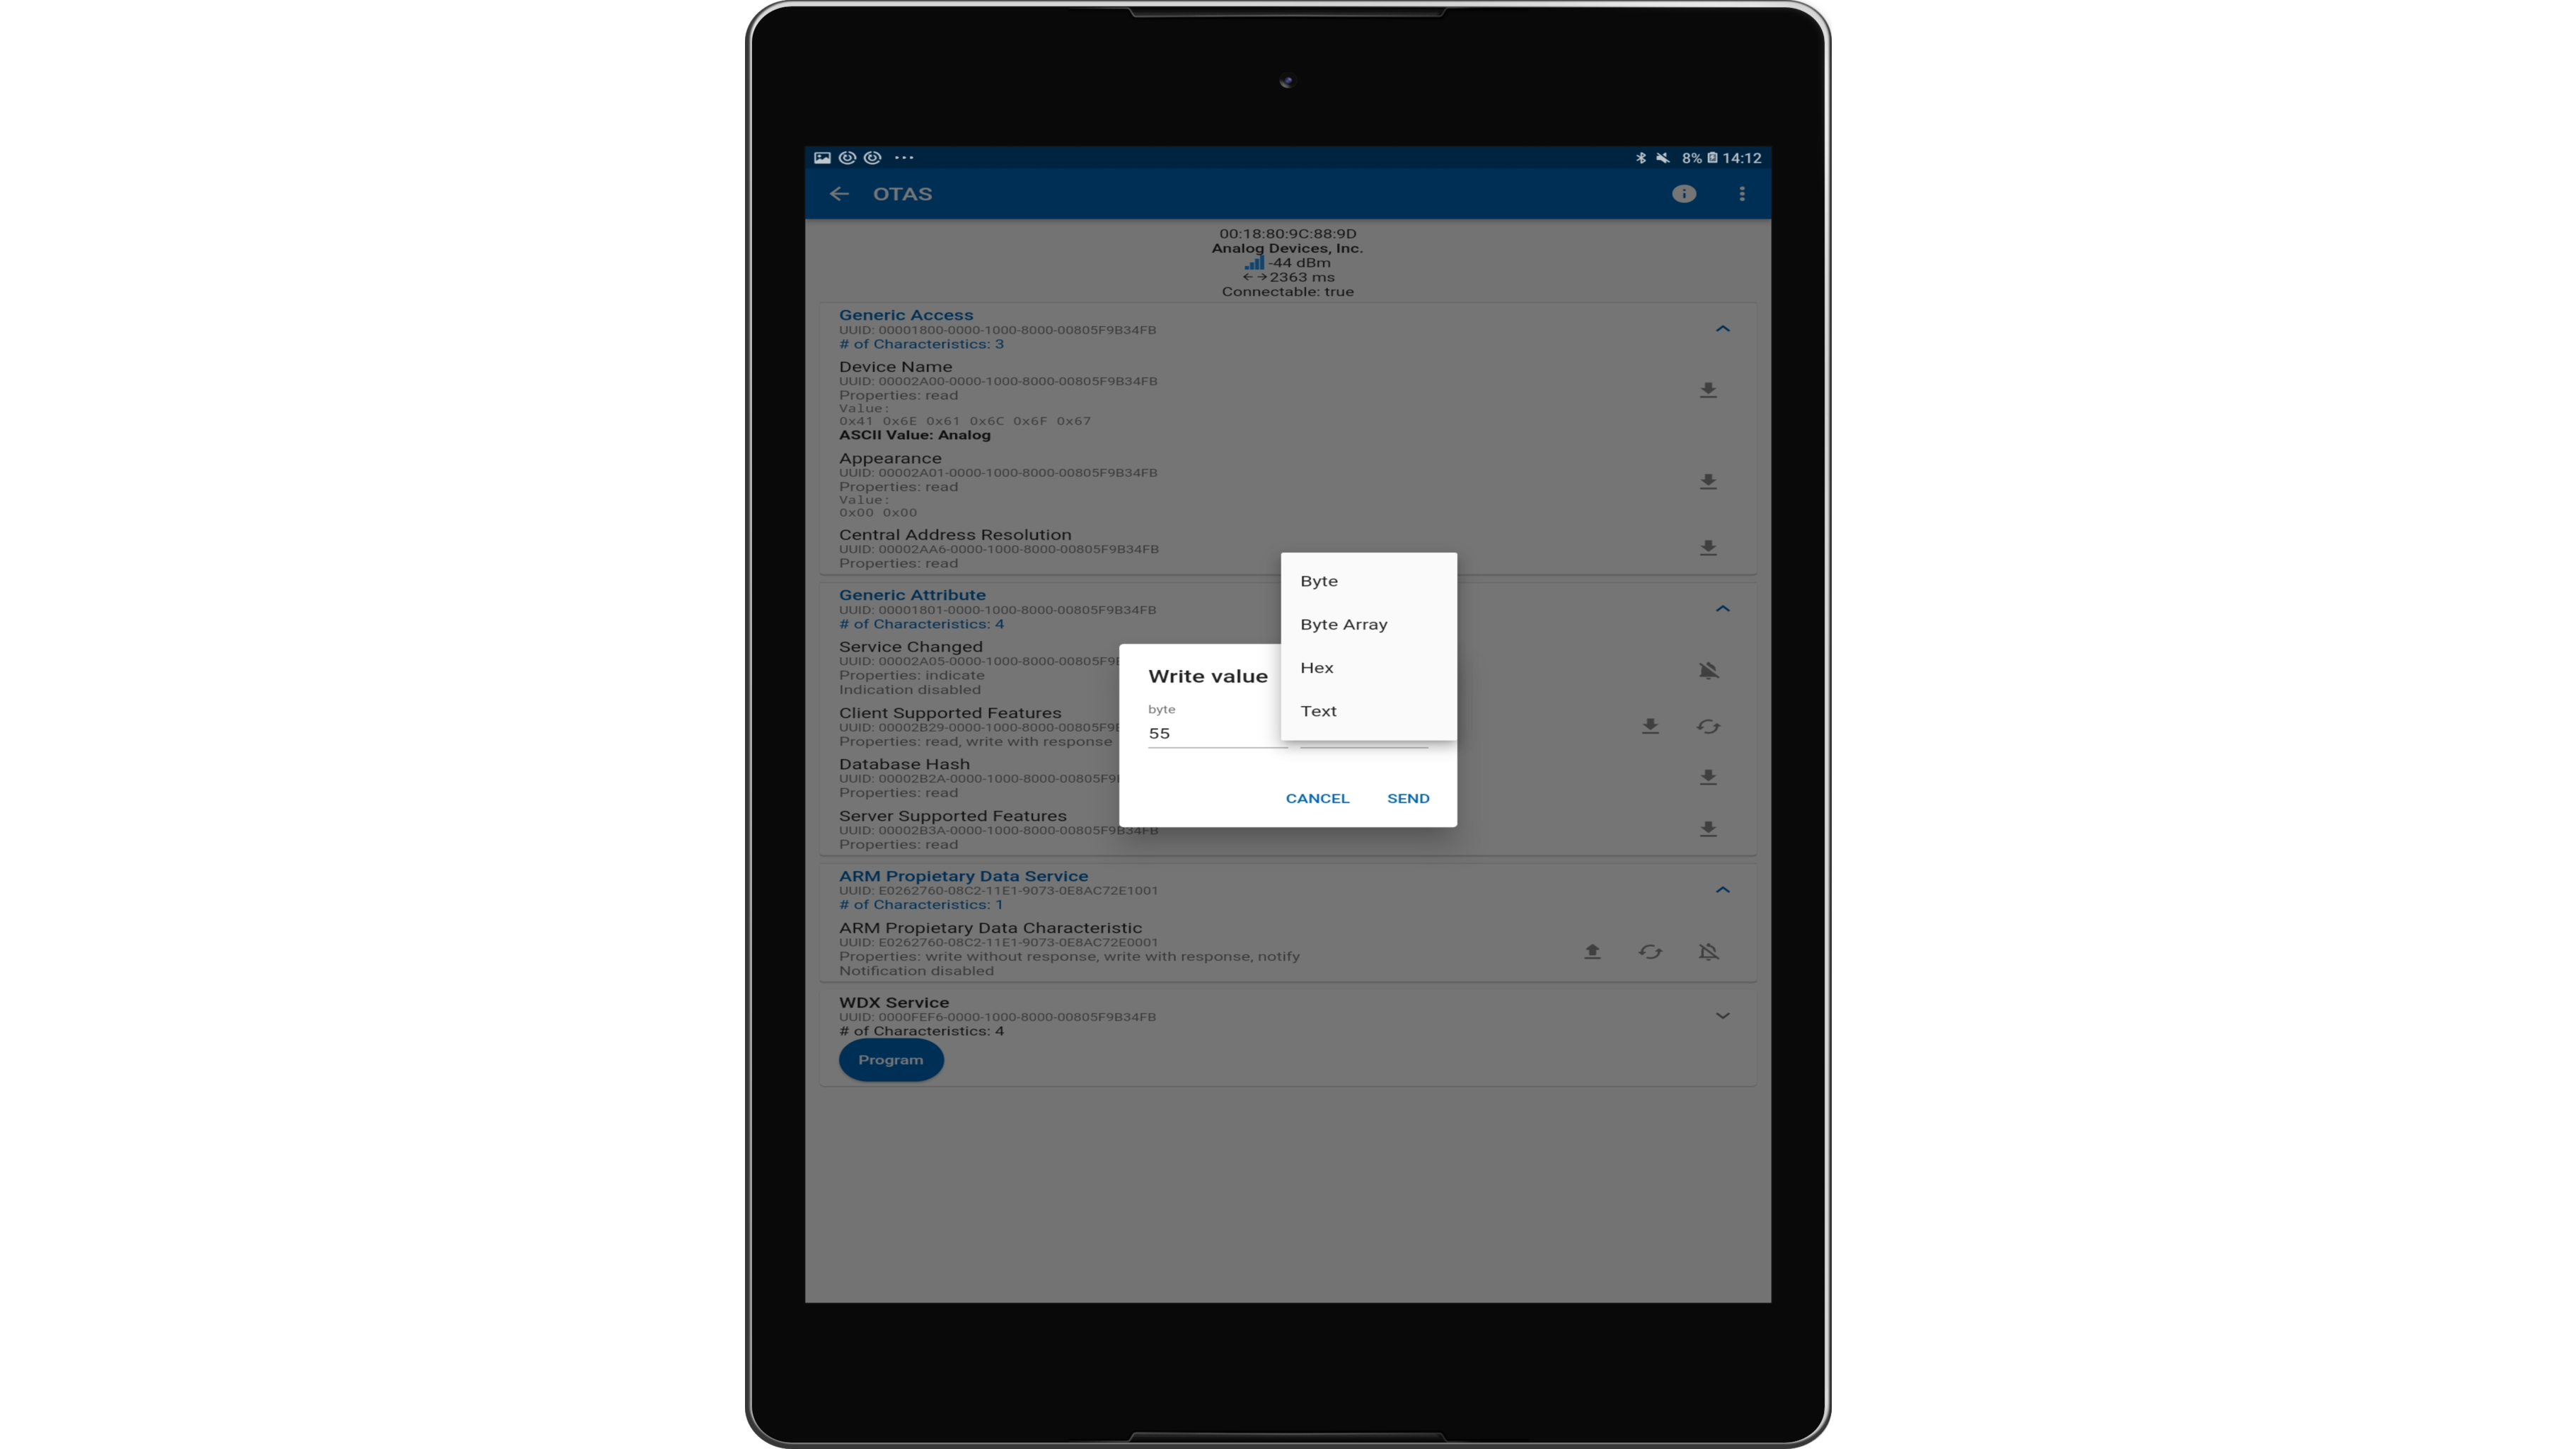 8% 14:12
OTAS
00:18:80:9C:88:9D
Analog Devices, Inc.
-44 dBm
2363 ms
Connectable: true
Generic Access
UUID: 00001800-0000-1000-8000-00805F9B34FB
# of Characteristics: 3
Device Name
UUID: 00002A00-0000-1000-8000-00805F9B34FB
Properties: read
Value:
0x41 0x6E 0x61 0x6C 0x6F 0x67
ASCII Value: Analog
Appearance
UUID: 00002A01-0000-1000-8000-00805F9B34FB
Properties: read
Value:
0x00 0x00
Central Address Resolution
UUID: 00002AA6-0000-1000-8000-00805F9B34FB
Properties: read
Generic Attribute
UUID: 00001801-0000-1000-8000-00805F9B34FB
# of Characteristics: 4
Service Changed
UUID: 00002A05-0000-1000-8000-00805F9
Properties: indicate
Indication disabled
Client Supported Features
UUID: 00002B29-0000-1000-8000-00805F9
Properties: read, write with response
Database Hash
UUID: 00002B2A-0000-1000-8000-00805F9
Properties: read
Server Supported Features
UUID: 00002B3A-0000-1000-8000-00805F9B34FB
Properties: read
Byte
Byte Array
Hex
Text
Write value
byte
55
CANCEL SEND
ARM Propietary Data Service
UUID: E0262760-08C2-11E1-9073-0E8AC72E1001
# of Characteristics: 1
ARM Propietary Data Characteristic
UUID: E0262760-08C2-11E1-9073-0E8AC72E0001
Properties: write without response, write with response, notify
Notification disabled
WDX Service
UUID: 0000FEF6-0000-1000-8000-00805F9B34FB
# of Characteristics: 4
Program